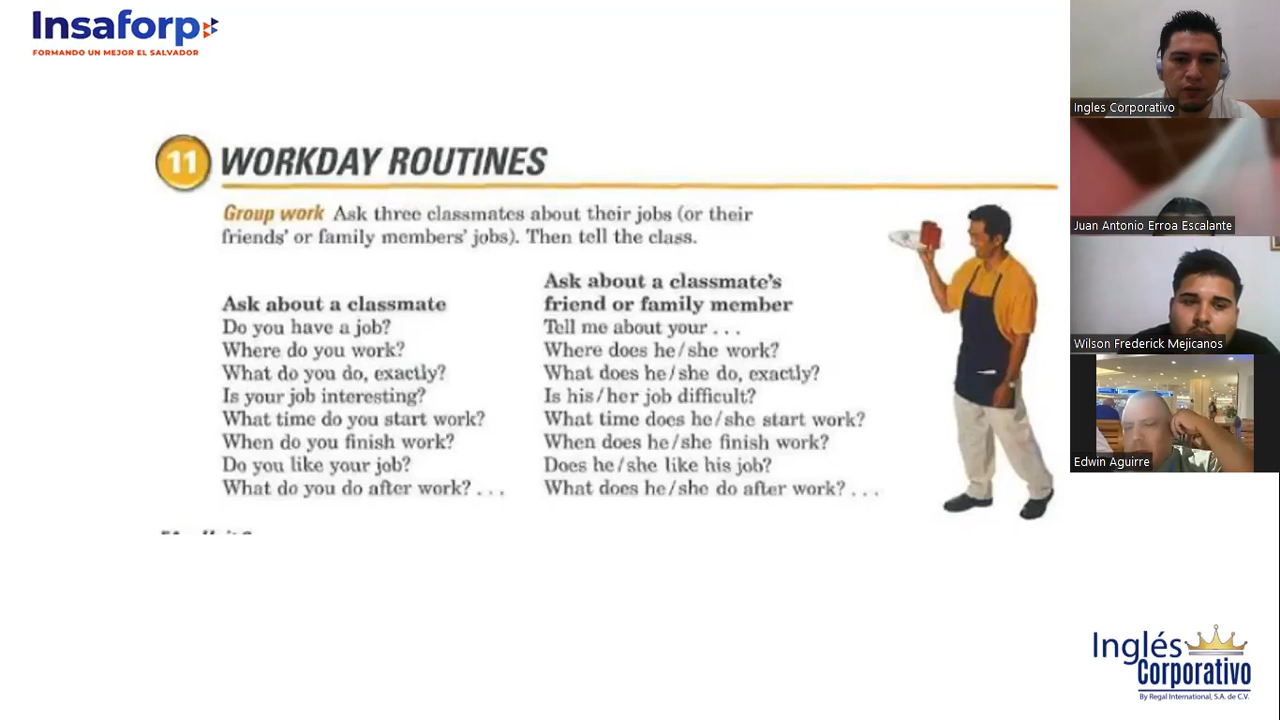 Insaforp
FORMANDO UN MEJOR EL SALVADOR
11 WORKDAY ROUTINES
Group work Ask three classmates about their jobs (or their
friends' or family members' jobs). Then tell the class.
Ask about a classmate
Do you have a job?
Where do you work?
What do you do, exactly?
Is your job interesting?
What time do you start work?
When do you finish work?
Do you like your job?
What do you do after work? . . .
Ask about a classmate's
friend or family member
Tell me about your . . .
Where does he/she work?
What does he/she do, exactly?
Is his/her job difficult?
What time does he/she start work?
When does he/she finish work?
Does he/she like his job?
What does he/she do after work? . . .
Ingles Corporativo
Juan Antonio Erroa Escalante
Wilson Frederick Mejicanos
Edwin Aguirre
Inglés
Corporativo
By Regal International, S.A. de C.V.